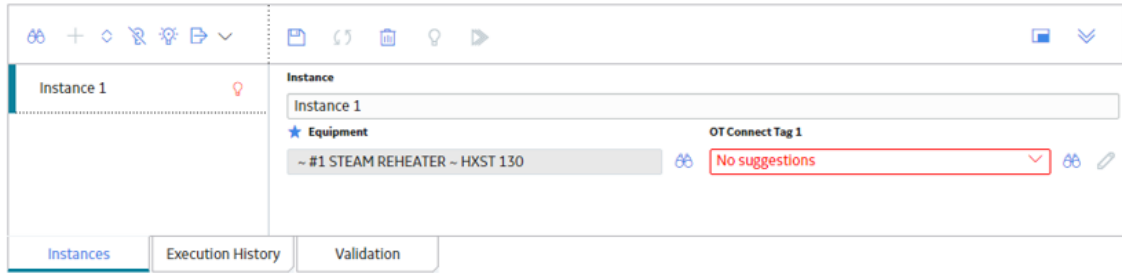 Instance 1
Instance
Instance 1
Equipment
OT Connect Tag 1
~ #1 STEAM REHEATER ~ HXST 130
No suggestions
Instances
Execution History
Validation